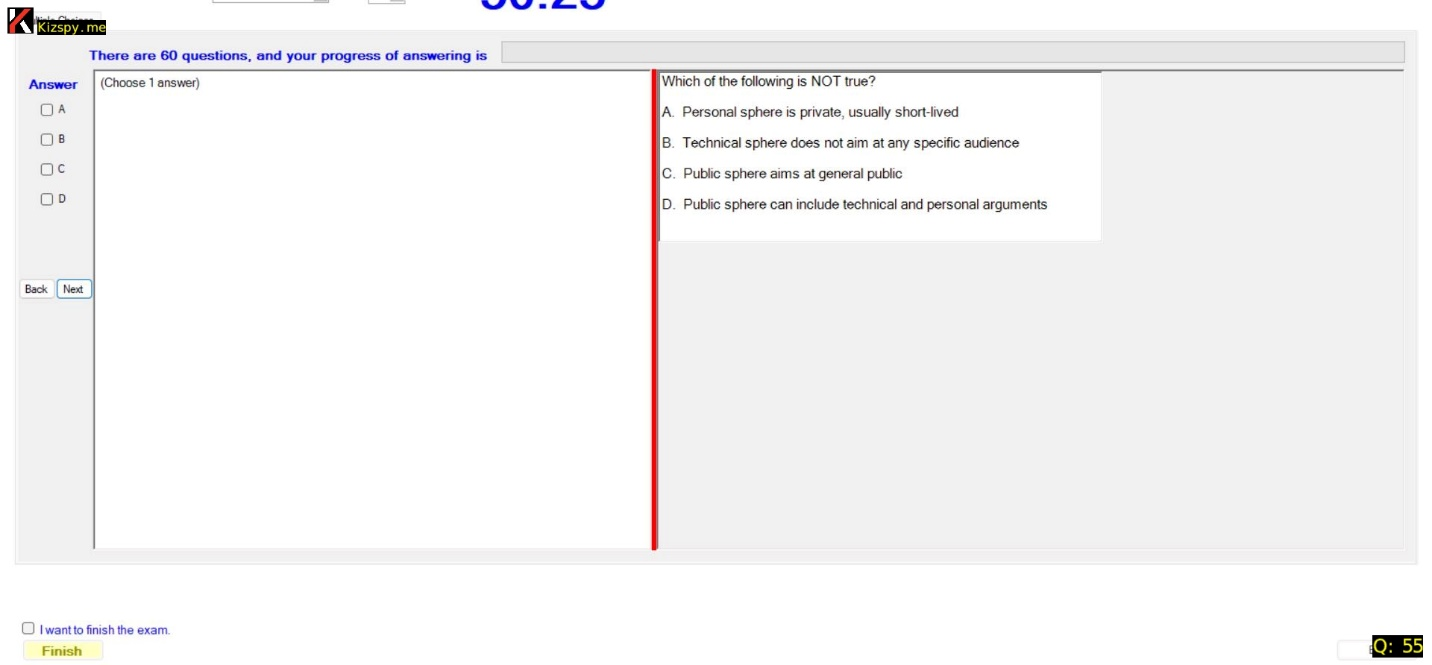 Kizspy.me
There are 60 questions, and your progress of answering is
Answer
(Choose 1 answer)
A
B
C
D
Back Next
Which of the following is NOT true?
A. Personal sphere is private, usually short-lived
B. Technical sphere does not aim at any specific audience
C. Public sphere aims at general public
D. Public sphere can include technical and personal arguments
I want to finish the exam.
Finish
Q: 55